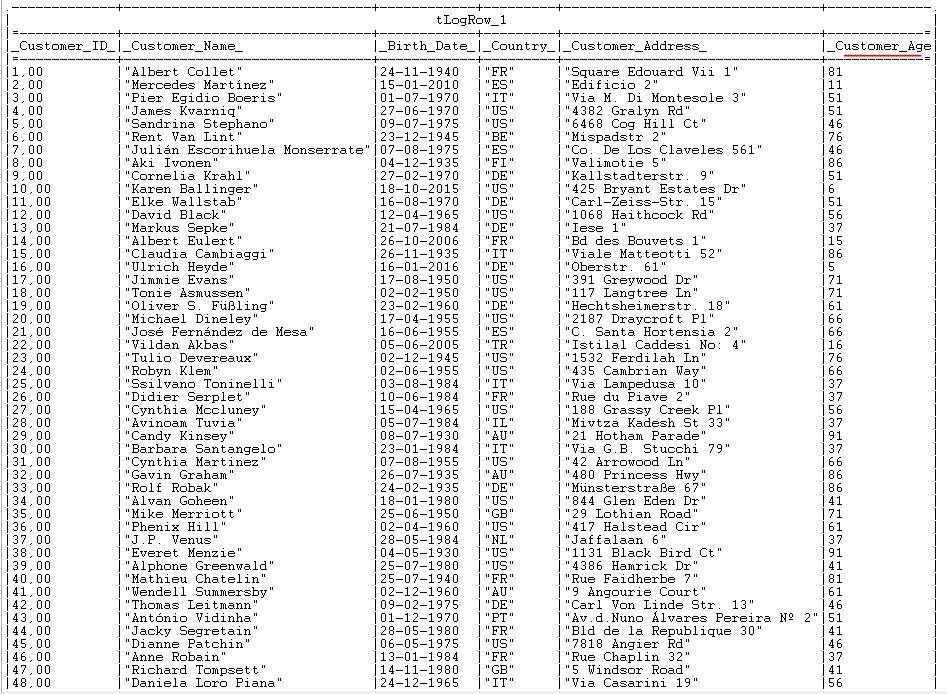 tLogRow_1
_Customer_ID_|_Customer_Name_|_Birth_Date_|_Country_|_Customer_Address_|_Customer_Age
1,00|"Albert Collet"|24-11-1940|"FR"|"Square Edouard Vii 1"|81
2,00|"Mercedes Martínez"|15-01-2010|"ES"|"Edificio 2"|11
3,00|"Pier Egidio Boeris"|01-07-1970|"IT"|"Via M. Di Montesole 3"|51
4,00|"James Kvarniq"|27-06-1970|"US"|"4382 Gralyn Rd"|51
5,00|"Sandrina Stephano"|09-07-1975|"US"|"6468 Cog Hill Ct"|46
6,00|"Rent Van Lint"|23-12-1945|"BE"|"Mispadstr 2"|76
7,00|"Julián Escorihuela Monserrate"|07-08-1975|"ES"|"Co. De Los Claveles 561"|46
8,00|"Aki Ivonen"|04-12-1935|"FI"|"Valimotie 5"|86
9,00|"Cornelia Krahl"|27-02-1970|"DE"|"Kallstadterstr. 9"|51
10,00|"Karen Ballinger"|18-10-2015|"US"|"425 Bryant Estates Dr"|6
11,00|"Elke Wallstab"|16-08-1970|"DE"|"Carl-Zeiss-Str. 15"|51
12,00|"David Black"|12-04-1965|"US"|"1068 Haithcock Rd"|56
13,00|"Markus Sepke"|21-07-1984|"DE"|"Iese 1"|37
14,00|"Albert Eulert"|26-10-2006|"FR"|"Bd des Bouvets 1"|15
15,00|"Claudia Cambiaggi"|26-11-1935|"IT"|"Viale Matteotti 52"|86
16,00|"Ulrich Heyde"|16-01-2016|"DE"|"Oberstr. 61"|5
17,00|"Jimmie Evans"|17-08-1950|"US"|"391 Greywood Dr"|71
18,00|"Tonie Asmussen"|02-02-1950|"US"|"117 Langtree Ln"|71
19,00|"Oliver S. Füßling"|23-02-1960|"DE"|"Hechtsheimerstr. 18"|61
20,00|"Michael Dineley"|17-04-1955|"US"|"2187 Draycroft Pl"|66
21,00|"José Fernández de Mesa"|16-06-1955|"ES"|"C. Santa Hortensia 2"|66
22,00|"Vildan Akbas"|05-06-2005|"TR"|"Istilal Caddesi No: 4"|16
23,00|"Tulio Devereaux"|02-12-1945|"US"|"1532 Ferdilah Ln"|76
24,00|"Robyn Klem"|02-06-1955|"US"|"435 Cambrian Way"|66
25,00|"Ssilvano Toninelli"|03-08-1984|"IT"|"Via Lampedusa 10"|37
26,00|"Didier Serplet"|10-06-1984|"FR"|"Rue du Piave 2"|37
27,00|"Cynthia Mccluney"|15-04-1965|"US"|"188 Grassy Creek Pl"|56
28,00|"Avinoam Tuvia"|05-07-1984|"IL"|"Mivtza Kadesh St 33"|37
29,00|"Candy Kinsey"|08-07-1930|"AU"|"21 Hotham Parade"|91
30,00|"Barbara Santangelo"|23-01-1984|"IT"|"Via G.B. Stucchi 79"|37
31,00|"Cynthia Martinez"|07-08-1955|"US"|"42 Arrowood Ln"|66
32,00|"Gavin Graham"|26-07-1935|"AU"|"480 Princess Hwy"|86
33,00|"Rolf Robak"|24-02-1935|"DE"|"Münsterstraße 67"|86
34,00|"Alvan Goheen"|18-01-1980|"US"|"844 Glen Eden Dr"|41
35,00|"Mike Merriott"|25-06-1950|"GB"|"29 Lothian Road"|71
36,00|"Phenix Hill"|02-04-1960|"US"|"417 Halstead Cir"|61
37,00|"J.P. Venus"|28-05-1984|"NL"|"Jaffalaan 6"|37
38,00|"Everet Menzie"|04-05-1930|"US"|"1131 Black Bird Ct"|91
39,00|"Alphone Greenwald"|25-07-1980|"US"|"4386 Hamrick Dr"|41
40,00|"Mathieu Chatelin"|25-07-1940|"FR"|"Rue Faidherbe 7"|81
41,00|"Wendell Summersby"|02-12-1960|"AU"|"9 Angourie Court"|61
42,00|"Thomas Leitmann"|09-02-1975|"DE"|"Carl Von Linde Str. 13"|46
43,00|"António Vidinha"|01-12-1970|"PT"|"Av.d.Nuno Álvares Pereira Nº 2"|51
44,00|"Jacky Segretain"|28-05-1980|"FR"|"Bld de la Republique 30"|41
45,00|"Dianne Patchin"|06-05-1975|"US"|"7818 Angier Rd"|46
46,00|"Anne Robain"|13-01-1984|"FR"|"Rue Chaplin 32"|37
47,00|"Richard Tompsett"|14-11-1980|"GB"|"5 Windsor Road"|41
48,00|"Daniela Loro Piana"|24-12-1965|"IT"|"Via Casarini 19"|56